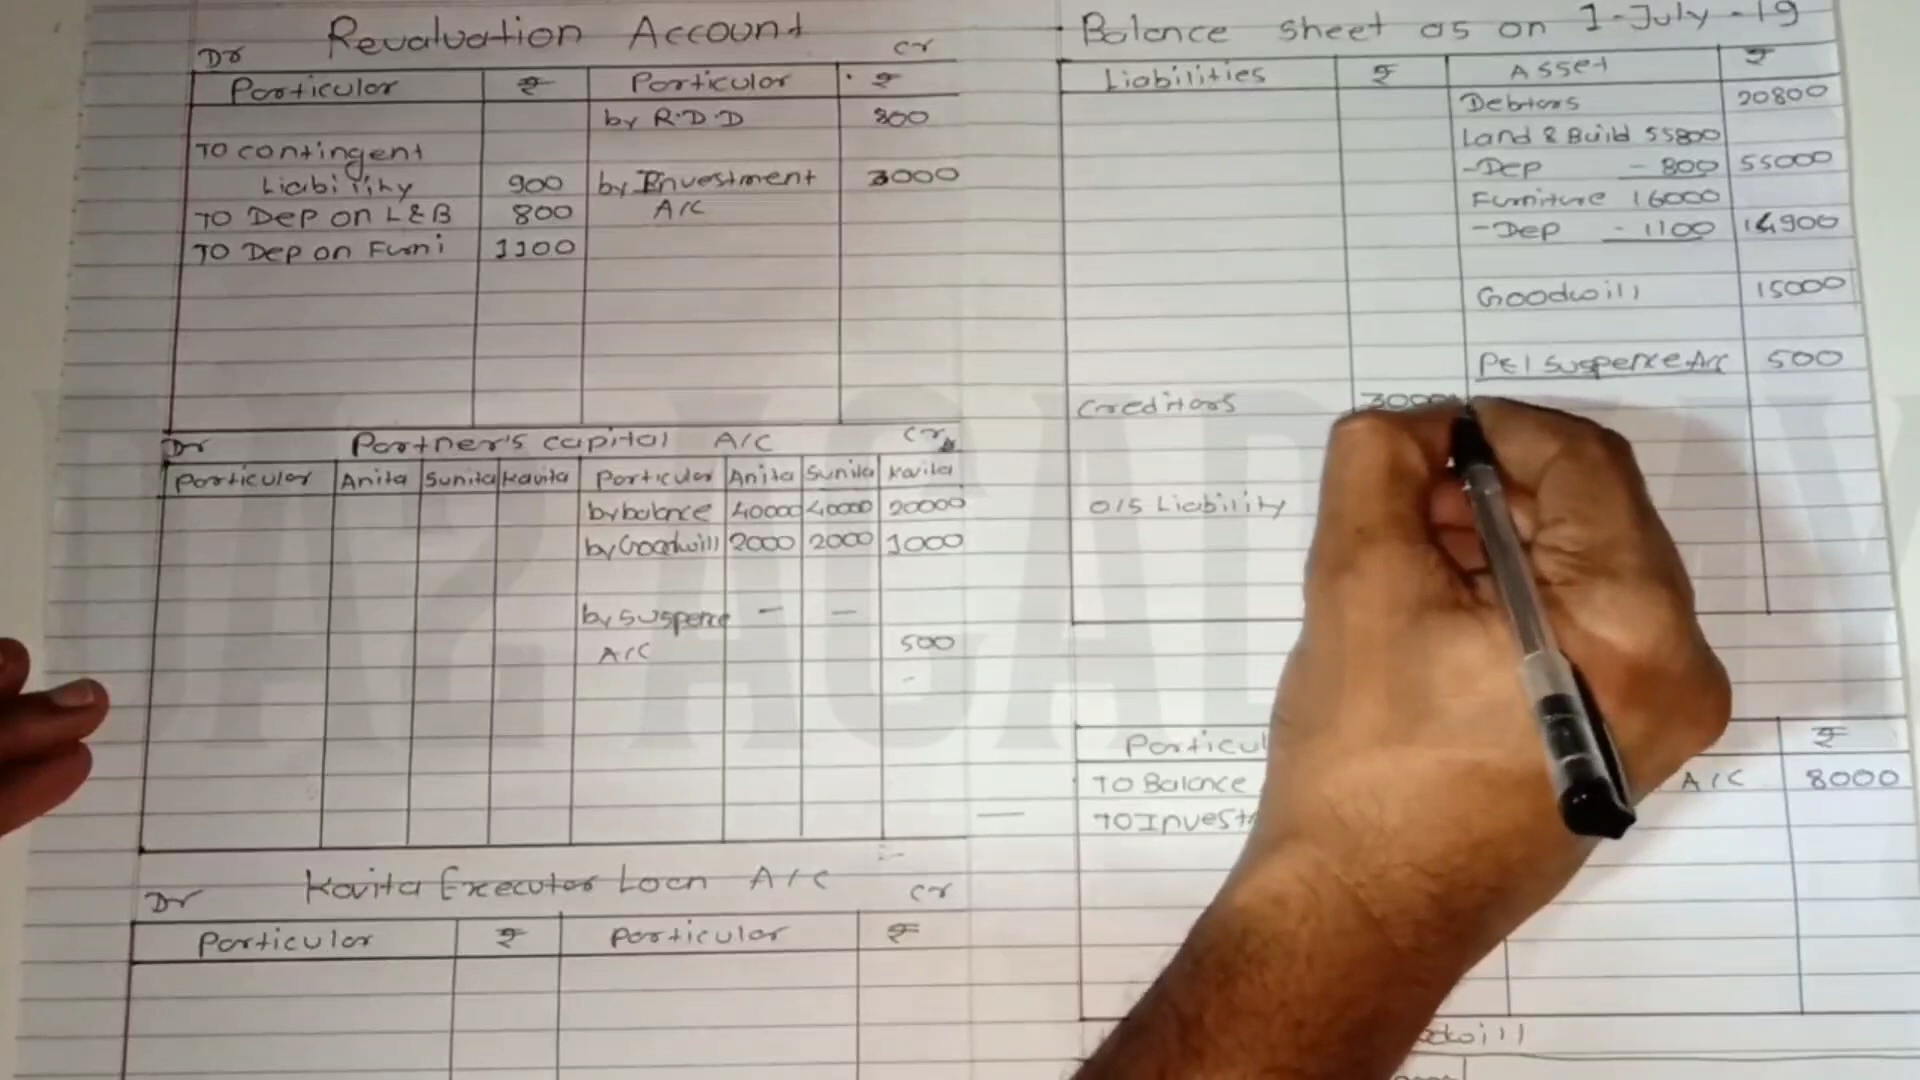 Revaluation Account
Dr Cr
Particular ₹ Particular ₹
by R.D.D 800
To contingent
Liability 900 by Investment 3000
A/C
To Dep on L&B 800
To Dep on Furni 1100
Dr Partner's capital A/C Cr
Particular Anita Sunita Kavita Particular Anita Sunita Kavita
by balance 40000 40000 20000
by Goodwill 2000 2000 1000
by suspence — —
A/C 500
Kavita Executor Loan A/C
Dr Cr
Particular ₹ Particular ₹
Balance sheet as on 1-July-19
Liabilities ₹ Asset ₹
Debtors 20800
Land & Build 55800
-Dep - 800 55000
Furniture 16000
-Dep - 1100 14900
Goodwill 15000
P&l suspence A/c 500
Creditors
O/S Liability
₹
To Balance A/C 8000